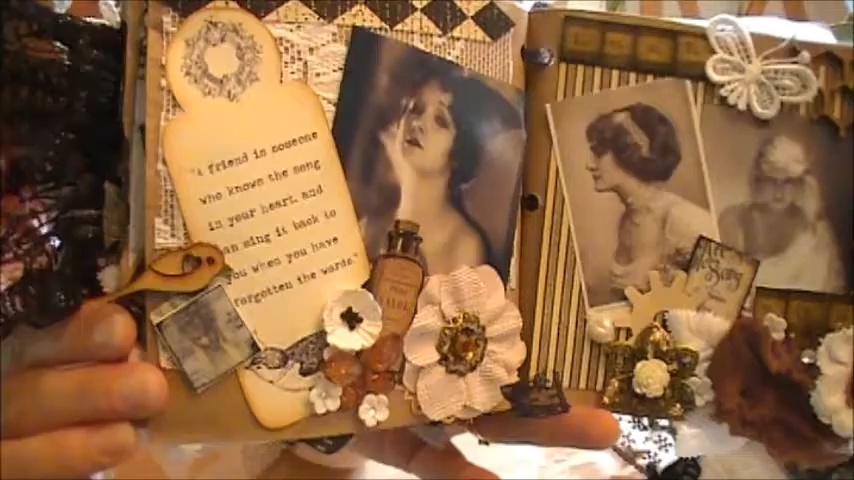 "a friend is someone
who knows the song
in your heart, and
can sing it back to
you when you have
forgotten the words."